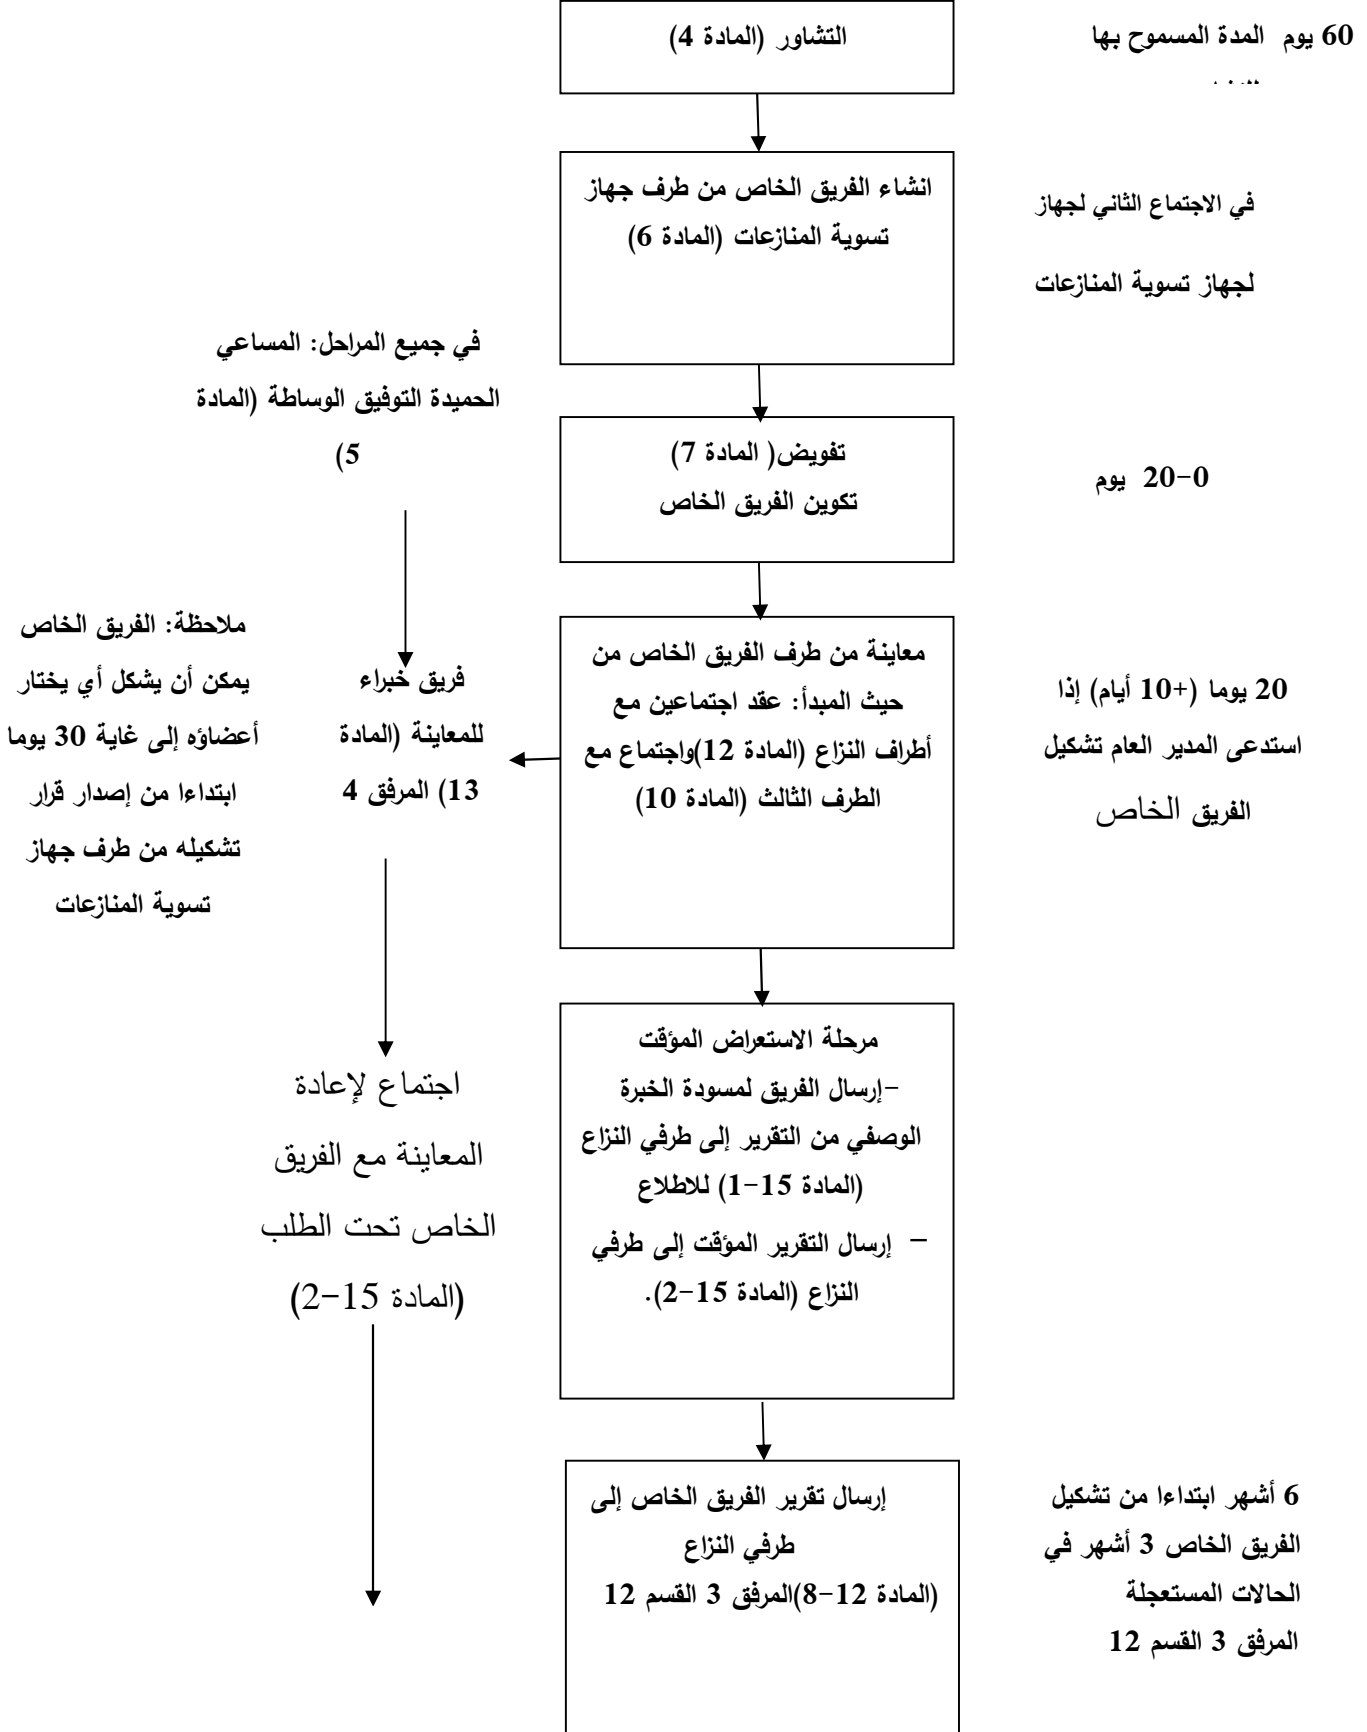 التشاور (المادة 4)
60 يوم المدة المسموح بها
انشاء الفريق الخاص من طرف جهاز
تسوية المنازعات (المادة 6)
في الاجتماع الثاني لجهاز
لجهاز تسوية المنازعات
في جميع المراحل: المساعي
الحميدة التوفيق الوساطة (المادة
5)
تفويض( المادة 7)
تكوين الفريق الخاص
0-20 يوم
معاينة من طرف الفريق الخاص من
حيث المبدأ: عقد اجتماعين مع
أطراف النزاع (المادة 12)واجتماع مع
الطرف الثالث (المادة 10)
20 يوما (+10 أيام) إذا
استدعى المدير العام تشكيل
الفريق الخاص
فريق خبراء
للمعاينة (المادة
13) المرفق 4
ملاحظة: الفريق الخاص
يمكن أن يشكل أي يختار
أعضاؤه إلى غاية 30 يوما
ابتداءا من إصدار قرار
تشكيله من طرف جهاز
تسوية المنازعات
مرحلة الاستعراض المؤقت
-إرسال الفريق لمسودة الخبرة
الوصفي من التقرير إلى طرفي النزاع
(المادة 15-1) للاطلاع
- إرسال التقرير المؤقت إلى طرفي
النزاع (المادة 15-2).
اجتماع لإعادة
المعاينة مع الفريق
الخاص تحت الطلب
(المادة 15-2)
إرسال تقرير الفريق الخاص إلى
طرفي النزاع
(المادة 12-8)المرفق 3 القسم 12
6 أشهر ابتداءا من تشكيل
الفريق الخاص 3 أشهر في
الحالات المستعجلة
المرفق 3 القسم 12